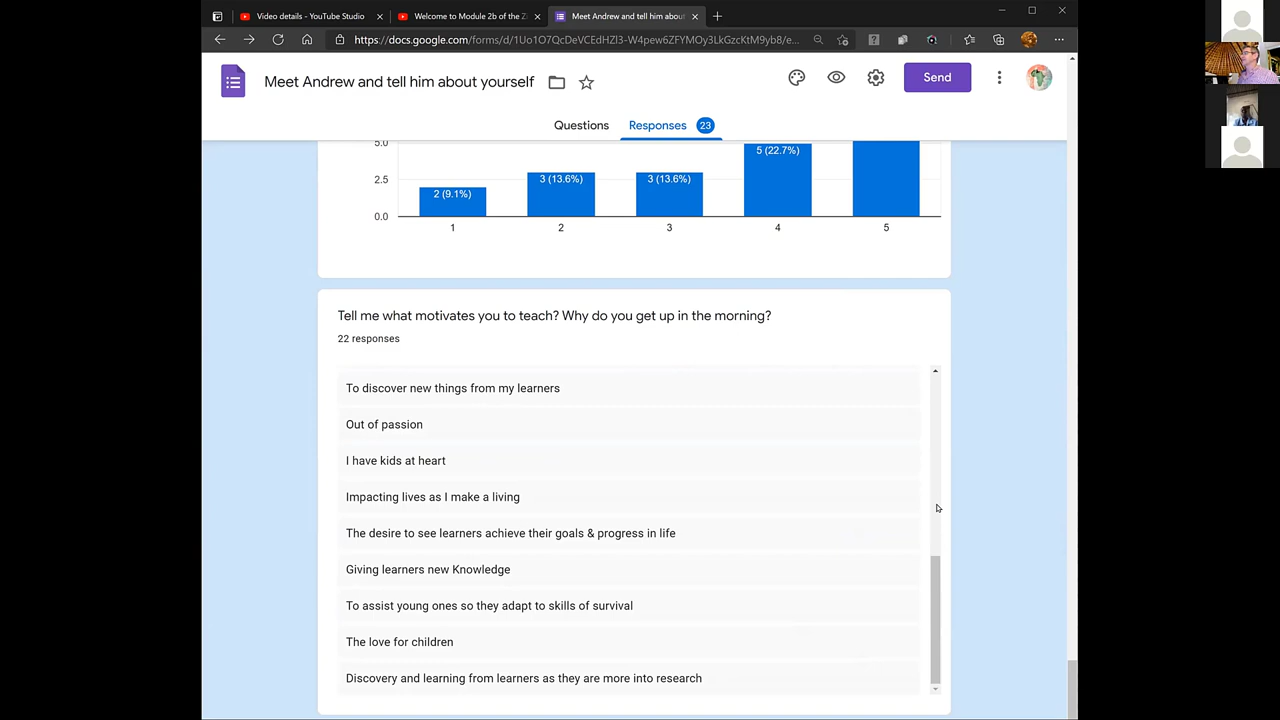 Video details - YouTube Studio
Welcome to Module 2b of the Z
Meet Andrew and tell him about
https://docs.google.com/forms/d/1Uo1O7QcDeVCEdHZl3-W4pew6ZFYMOy3LkGzcKtM9yb8/e...
Meet Andrew and tell him about yourself
Send
Questions
Responses 23
5.0
2.5
0.0
2 (9.1%)
3 (13.6%)
3 (13.6%)
5 (22.7%)
1 2 3 4 5
Tell me what motivates you to teach? Why do you get up in the morning?
22 responses
To discover new things from my learners
Out of passion
I have kids at heart
Impacting lives as I make a living
The desire to see learners achieve their goals & progress in life
Giving learners new Knowledge
To assist young ones so they adapt to skills of survival
The love for children
Discovery and learning from learners as they are more into research